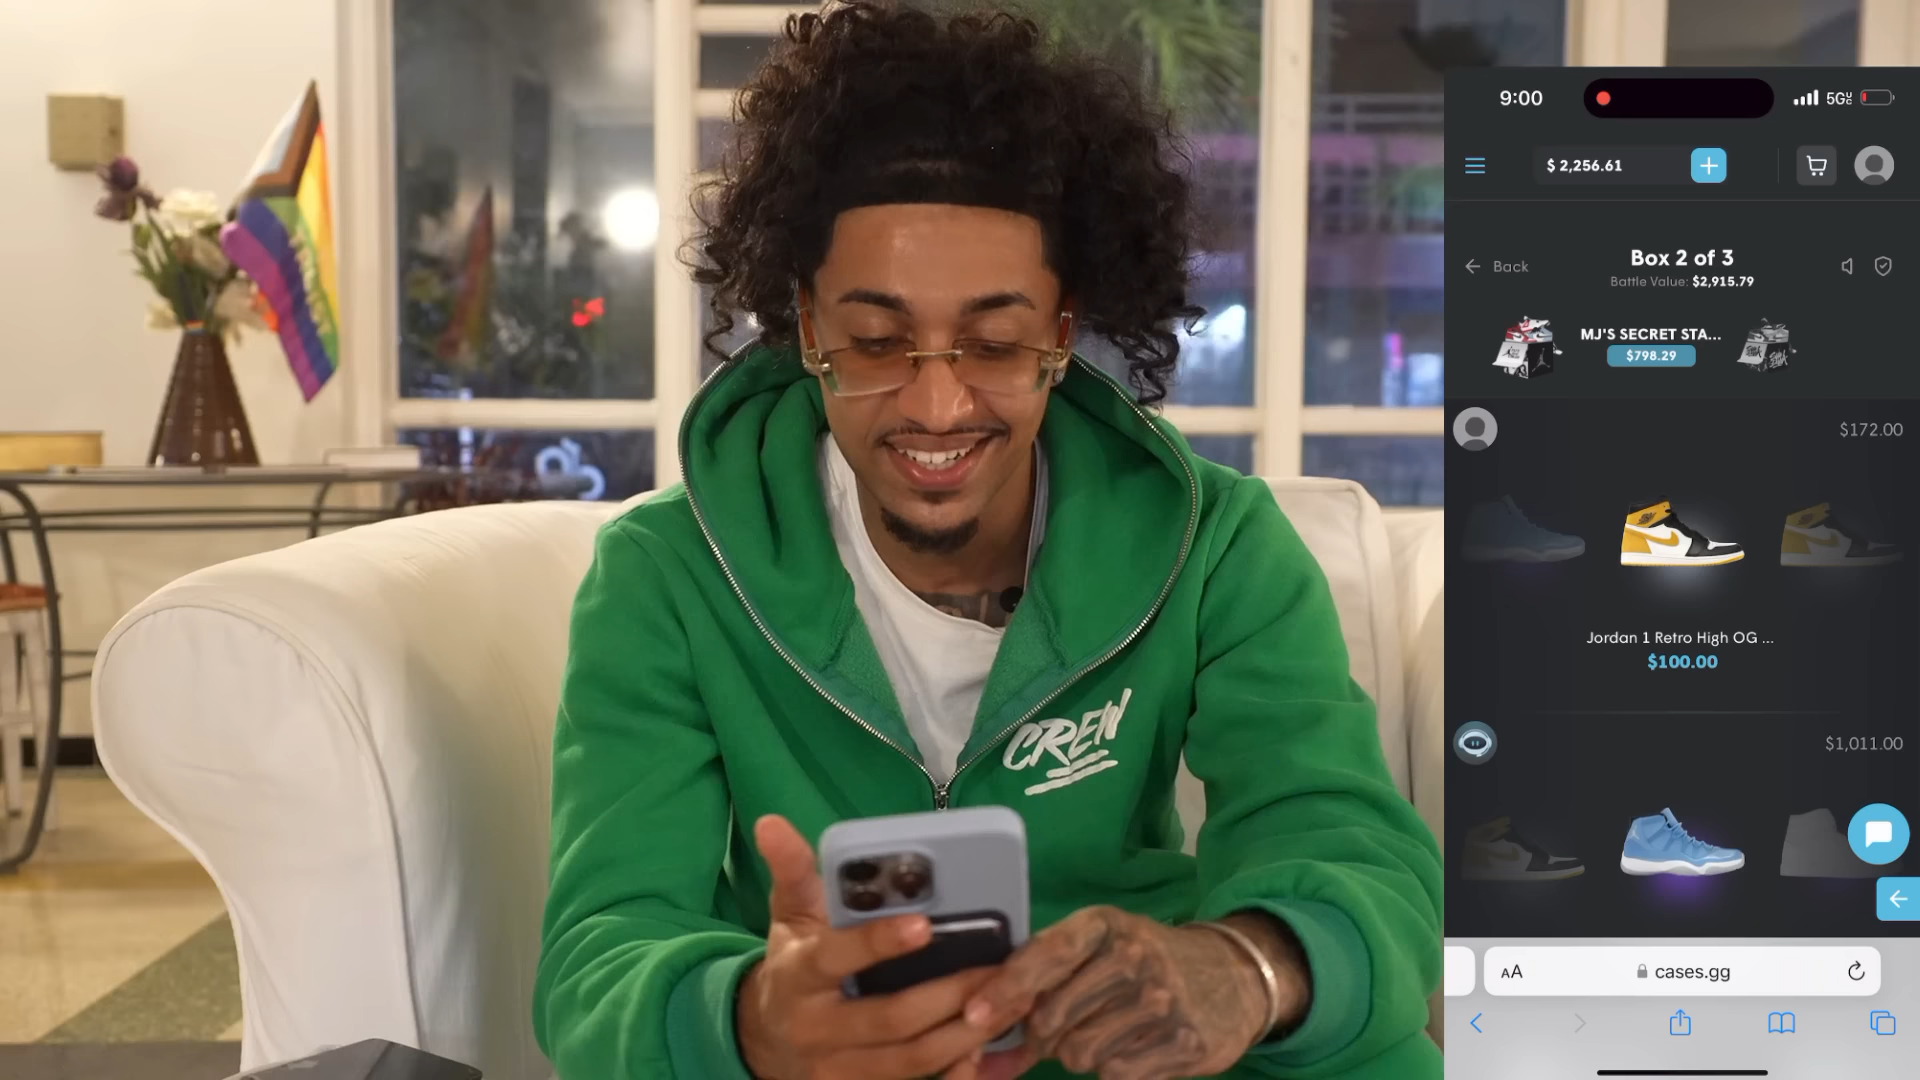 CREW
9:00
5G
$ 2,256.61
Back
Box 2 of 3
Battle Value: $2,915.79
MJ'S SECRET STA...
$798.29
$172.00
Jordan 1 Retro High OG ...
$100.00
$1,011.00
AA
cases.gg